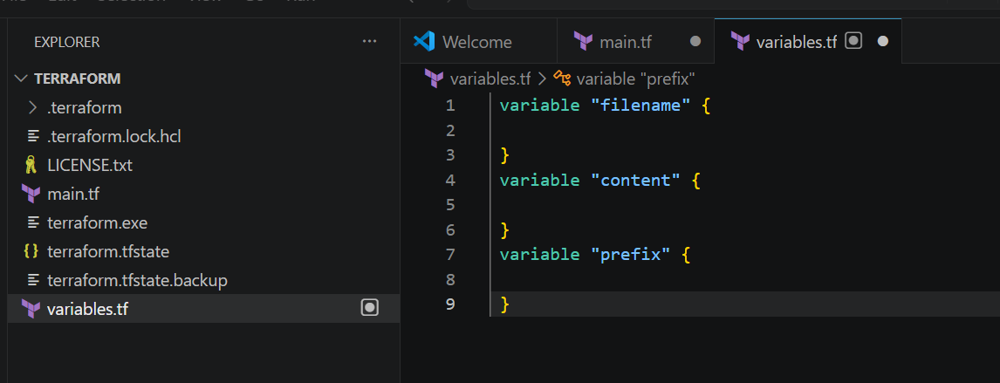 EXPLORER ...
TERRAFORM
.terraform
.terraform.lock.hcl
LICENSE.txt
main.tf
terraform.exe
terraform.tfstate
terraform.tfstate.backup
variables.tf
Welcome main.tf variables.tf
variables.tf > variable "prefix"
1 variable "filename" {
2
3 }
4 variable "content" {
5
6 }
7 variable "prefix" {
8
9 }